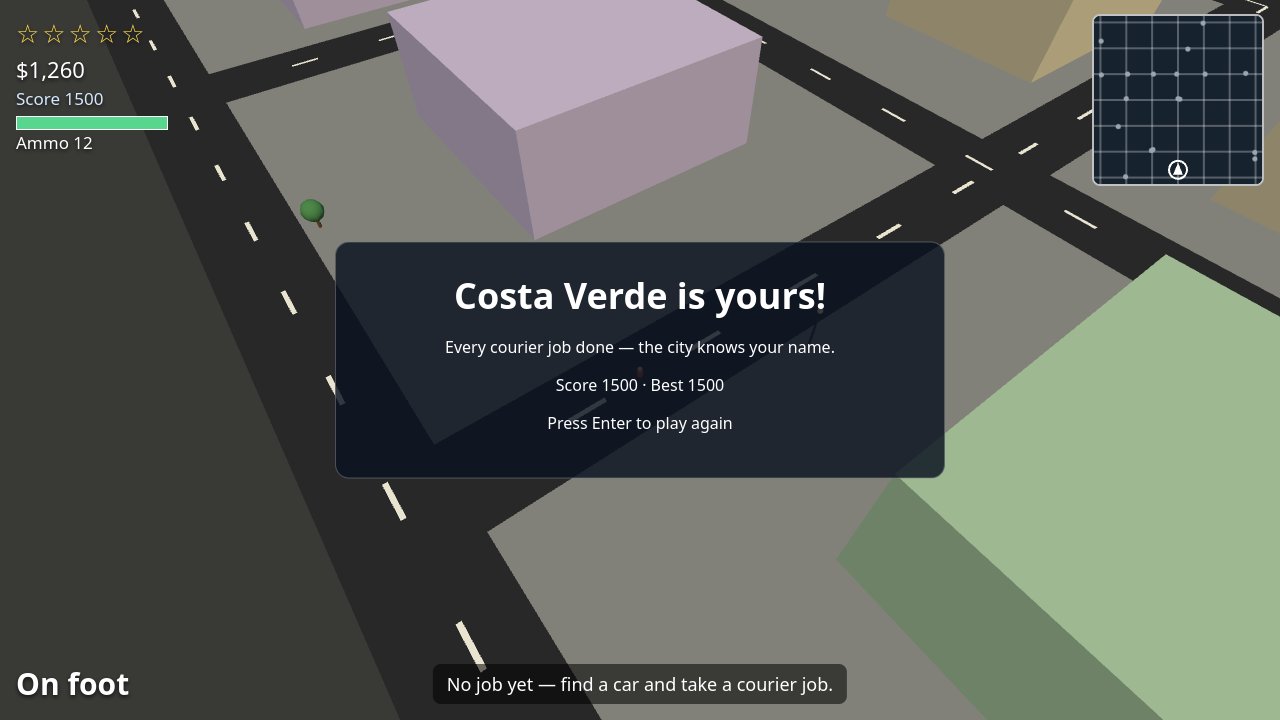 ☆☆☆☆☆
$1,260
Score 1500
Ammo 12
Costa Verde is yours!
Every courier job done — the city knows your name.
Score 1500 · Best 1500
Press Enter to play again
On foot
No job yet — find a car and take a courier job.